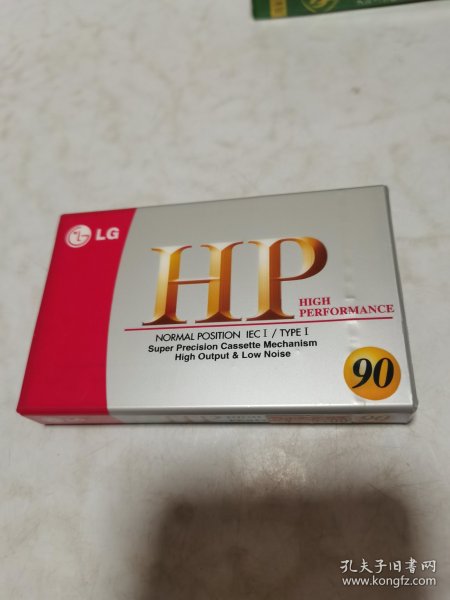 LG
HP
HIGH
PERFORMANCE
NORMAL POSITION IEC I / TYPE I
Super Precision Cassette Mechanism
High Output & Low Noise
90
90
孔夫子旧书网
www.kongfz.com